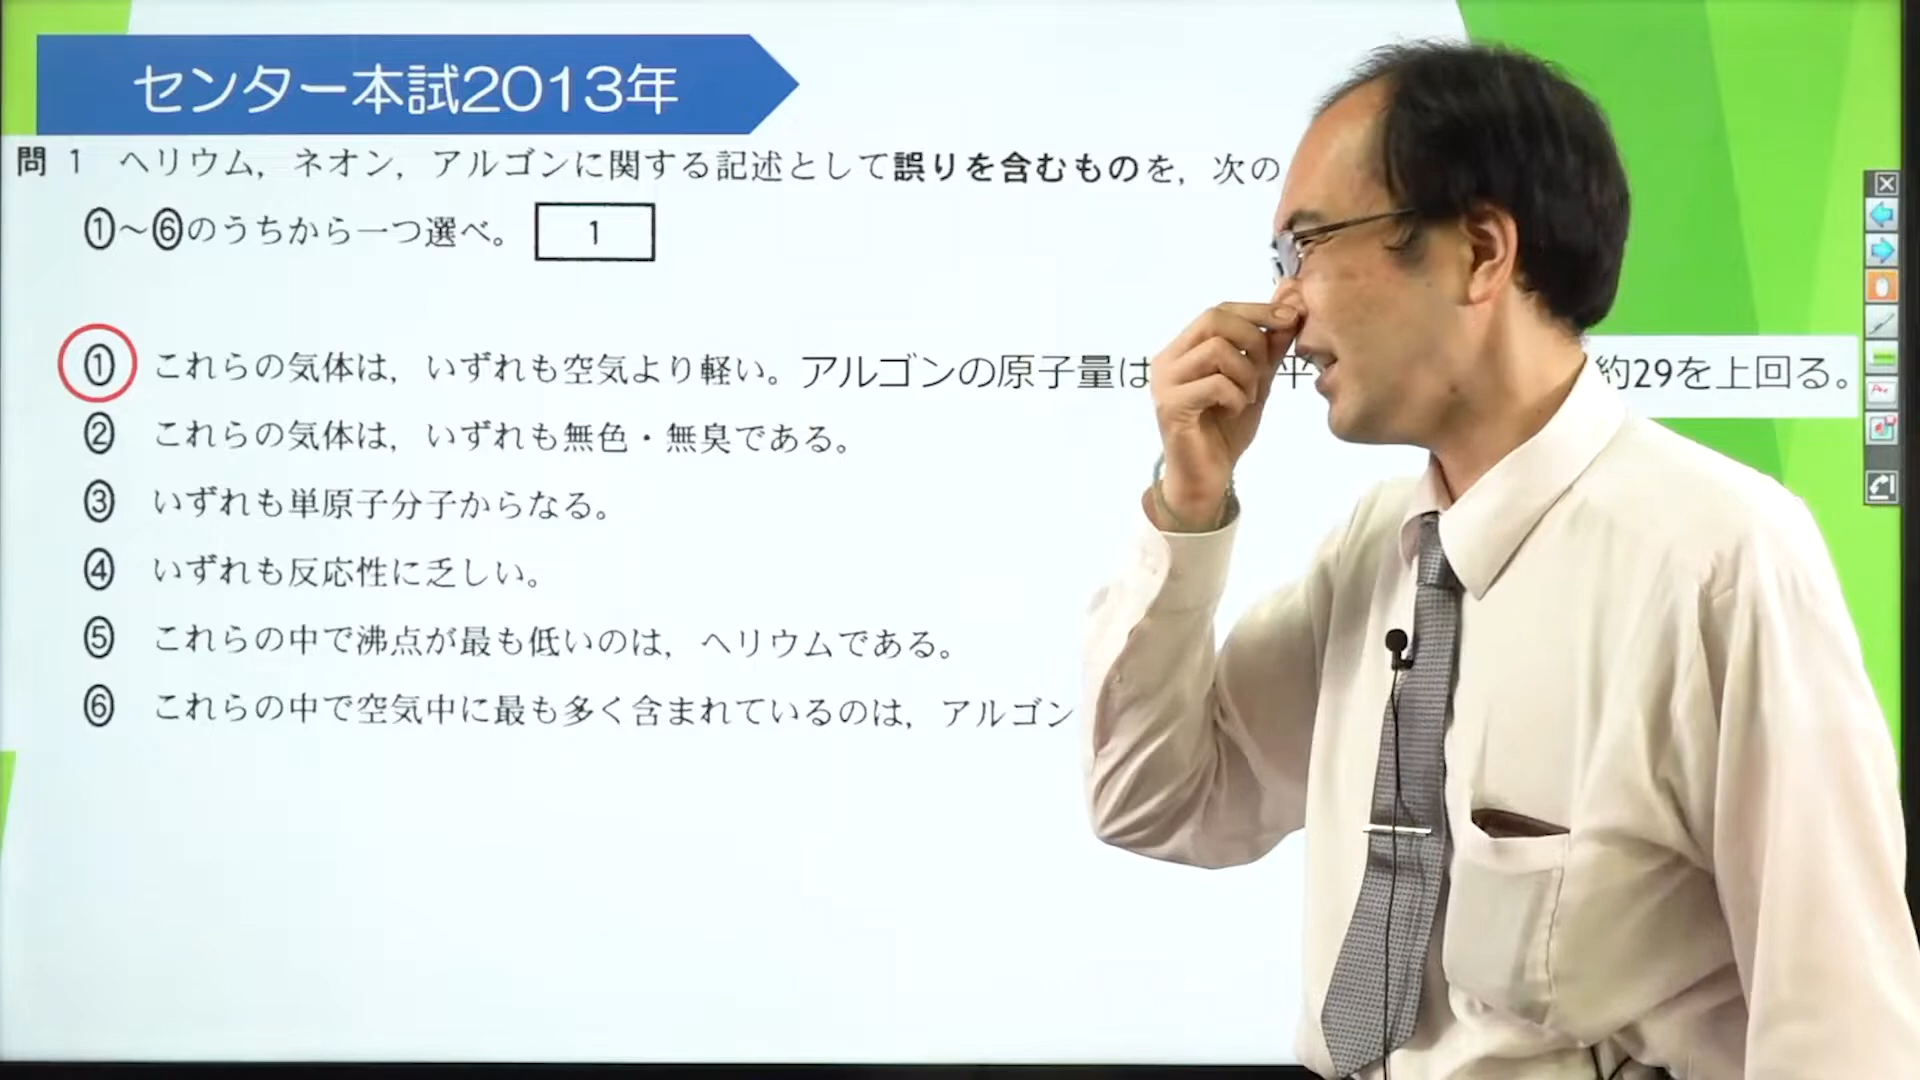 センター本試2013年
問 1 ヘリウム，ネオン，アルゴンに関する記述として誤りを含むものを，次の
①〜⑥のうちから一つ選べ。 1
① これらの気体は，いずれも空気より軽い。アルゴンの原子量は 平 約29を上回る。
② これらの気体は，いずれも無色・無臭である。
③ いずれも単原子分子からなる。
④ いずれも反応性に乏しい。
⑤ これらの中で沸点が最も低いのは，ヘリウムである。
⑥ これらの中で空気中に最も多く含まれているのは，アルゴン